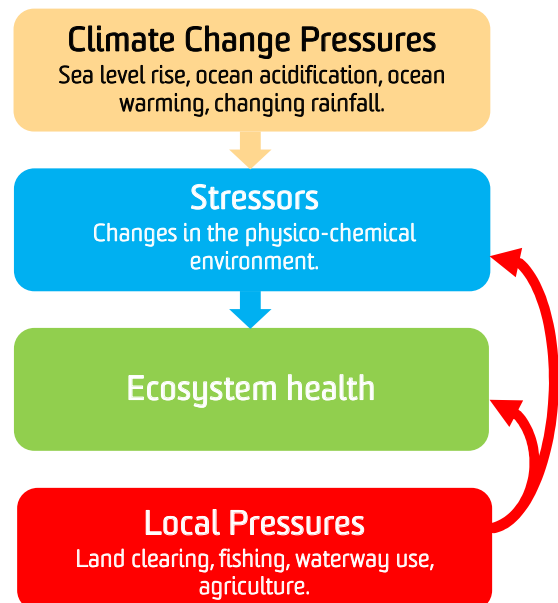 Climate Change Pressures
Sea level rise, ocean acidification, ocean
warming, changing rainfall.
Stressors
Changes in the physico-chemical
environment.
Ecosystem health
Local Pressures
Land clearing, fishing, waterway use,
agriculture.